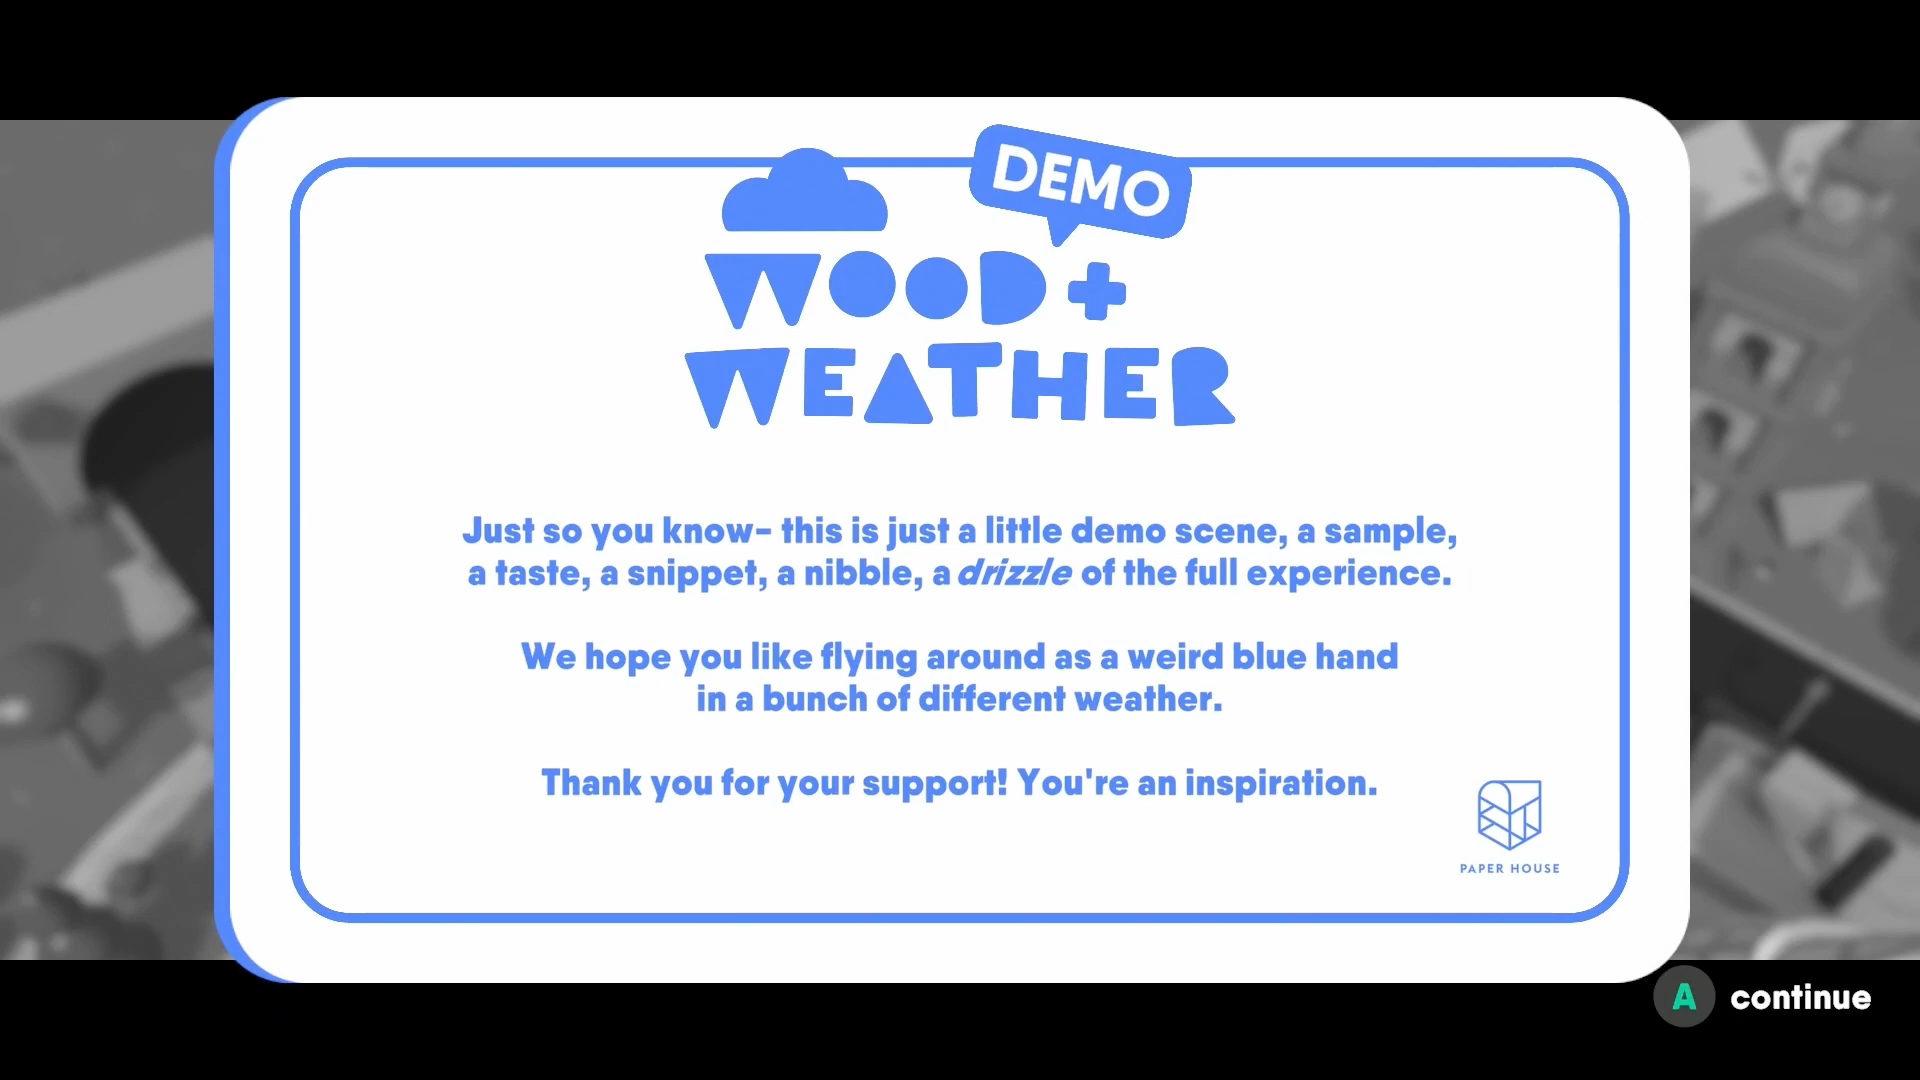 DEMO
WOOD +
WEATHER
Just so you know- this is just a little demo scene, a sample,
a taste, a snippet, a nibble, a drizzle of the full experience.
We hope you like flying around as a weird blue hand
in a bunch of different weather.
Thank you for your support! You're an inspiration.
PAPER HOUSE
A continue